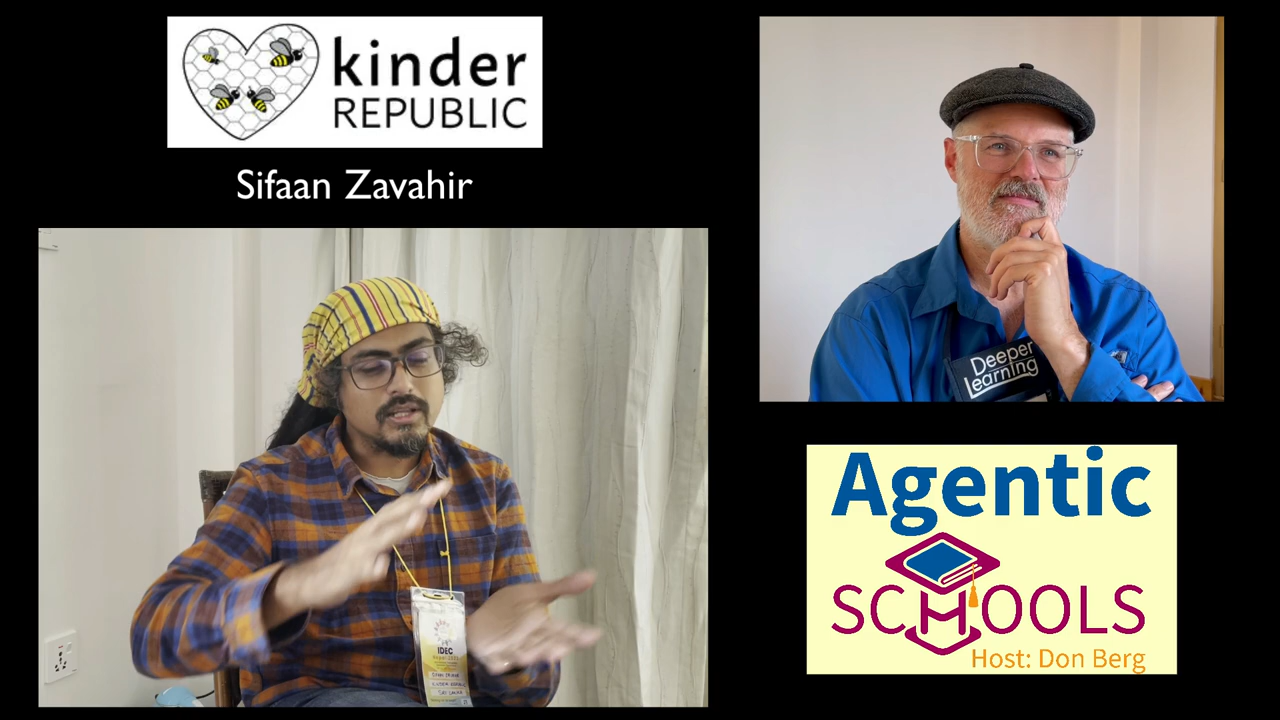 kinder
REPUBLIC
Sifaan Zavahir
Deeper
Learning
IDEC
Agentic
SCHOOLS
Host: Don Berg